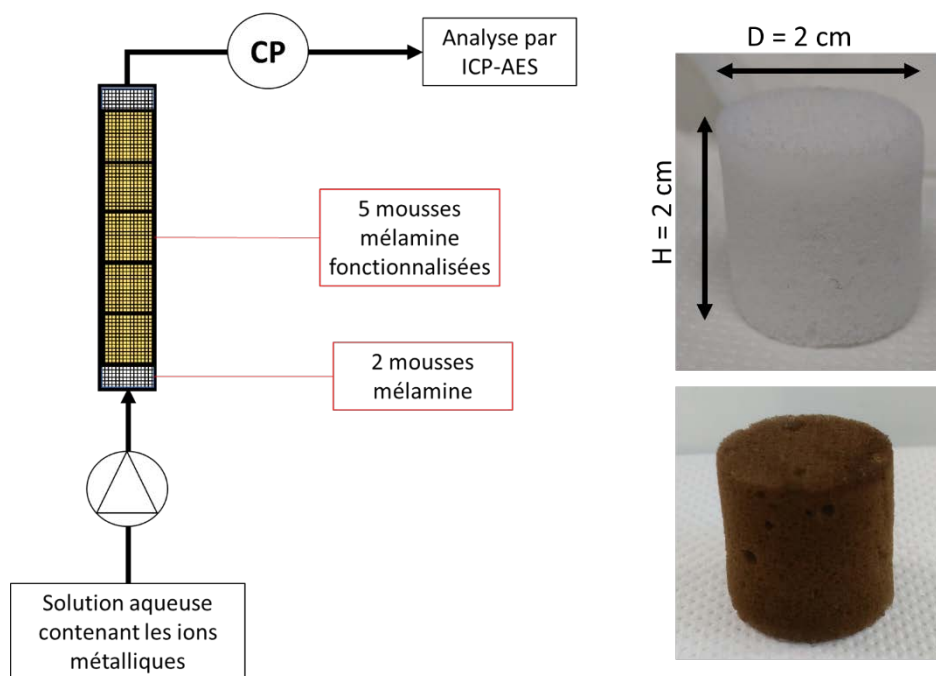 CP
Analyse par
ICP-AES
5 mousses
mélamine
fonctionnalisées
2 mousses
mélamine
Solution aqueuse
contenant les ions
métalliques
D = 2 cm
H = 2 cm